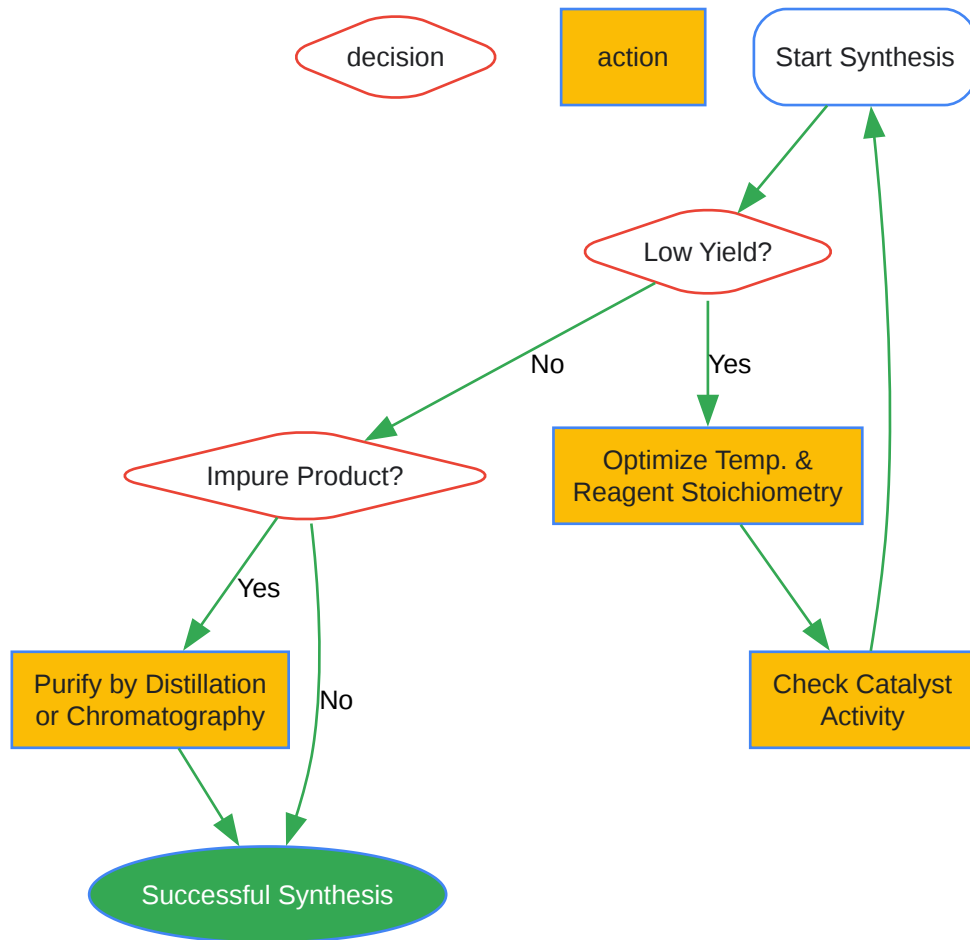 decision
action
Start Synthesis
Low Yield?
No
Yes
Impure Product?
Optimize Temp. &
Reagent Stoichiometry
Yes
No
Purify by Distillation
or Chromatography
Check Catalyst
Activity
Successful Synthesis